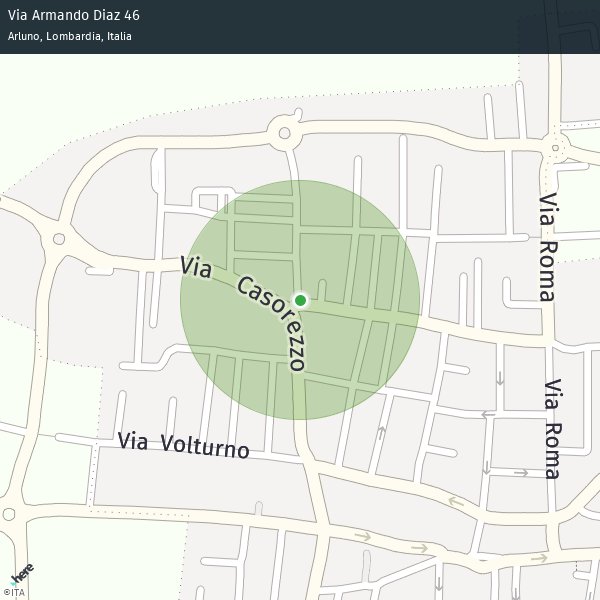 Via Armando Diaz 46
Arluno, Lombardia, Italia
Via Roma
Via Casorezzo
Via Roma
Via Volturno
here
©ITA